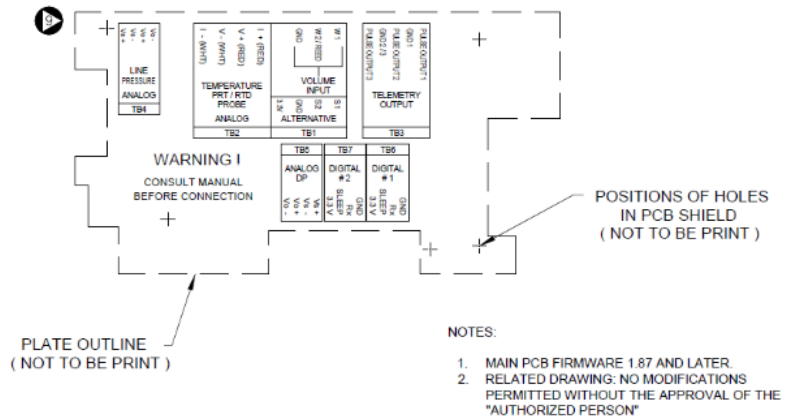 Vo -
Vs +
Vs -
Vo +
LINE
PRESSURE
ANALOG
TB4
I - (WHT)
V - (WHT)
V + (RED)
I + (RED)
TEMPERATURE
PRT / RTD
PROBE
ANALOG
TB2
GND
W2 / REED
W1
VOLUME
INPUT
3.3V
GND
S2
S1
ALTERNATIVE
TB1
PULSE OUTPUT3
GND2 /3
PULSE OUTPUT2
GND1
PULSE OUTPUT1
TELEMETRY
OUTPUT
TB3
WARNING !
CONSULT MANUAL
BEFORE CONNECTION
TB5
ANALOG
DP
Vo -
Vo +
Vs -
Vs +
TB7
DIGITAL
# 2
3.3 V
SLEEP
Rx
GND
TB6
DIGITAL
# 1
3.3 V
SLEEP
Rx
GND
POSITIONS OF HOLES
IN PCB SHIELD
( NOT TO BE PRINT )
PLATE OUTLINE
( NOT TO BE PRINT )
NOTES:
1. MAIN PCB FIRMWARE 1.87 AND LATER.
2. RELATED DRAWING: NO MODIFICATIONS
PERMITTED WITHOUT THE APPROVAL OF THE
"AUTHORIZED PERSON"